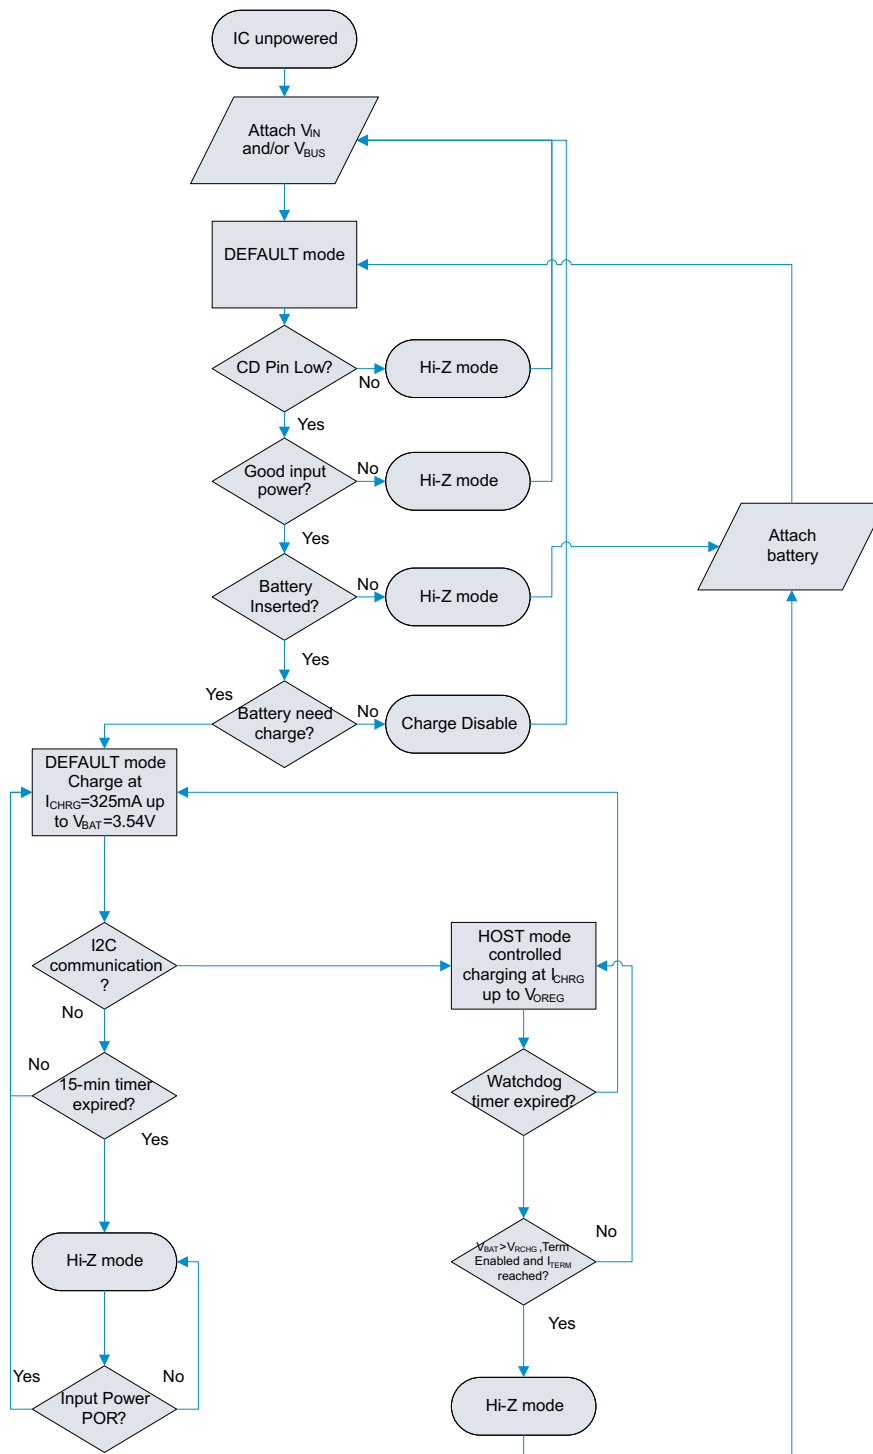 IC unpowered
Attach VIN
and/or VBUS
DEFAULT mode
CD Pin Low?
No
Hi-Z mode
Yes
Good input
power?
No
Hi-Z mode
Yes
Attach
battery
Battery
Inserted?
No
Hi-Z mode
Yes
Yes
Battery need
charge?
No
Charge Disable
DEFAULT mode
Charge at
ICHRG=325mA up
to VBAT=3.54V
I2C
communication
?
No
HOST mode
controlled
charging at ICHRG
up to VOREG
No
15-min timer
expired?
Yes
Watchdog
timer expired?
Hi-Z mode
VBAT>VRCHG,Term
Enabled and ITERM
reached?
No
Yes
Yes
Input Power
POR?
No
Hi-Z mode